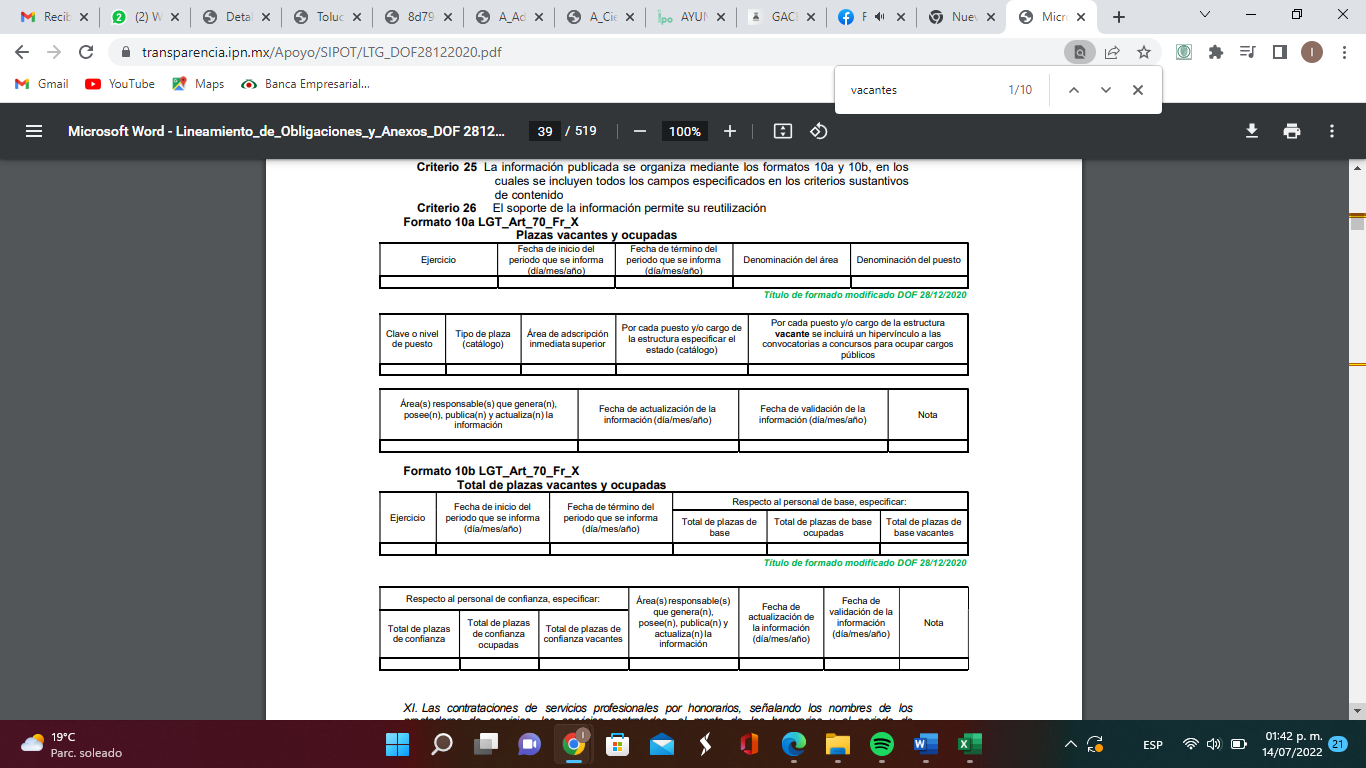 Recib
(2) W
Detal
Toluc
8d79
A_Ad
A_Cie
ipo AYUN
GACI
F
Nuev
Micro
transparencia.ipn.mx/Apoyo/SIPOT/LTG_DOF28122020.pdf
I
Gmail YouTube Maps Banca Empresarial...
vacantes 1/10
Microsoft Word - Lineamiento_de_Obligaciones_y_Anexos_DOF 2812... 39 / 519 100%
Criterio 25 La información publicada se organiza mediante los formatos 10a y 10b, en los
cuales se incluyen todos los campos especificados en los criterios sustantivos
de contenido
Criterio 26 El soporte de la información permite su reutilización
Formato 10a LGT_Art_70_Fr_X
Plazas vacantes y ocupadas
Ejercicio
Fecha de inicio del
periodo que se informa
(día/mes/año)
Fecha de término del
periodo que se informa
(día/mes/año)
Denominación del área
Denominación del puesto
Título de formado modificado DOF 28/12/2020
Clave o nivel
de puesto
Tipo de plaza
(catálogo)
Área de adscripción
inmediata superior
Por cada puesto y/o cargo de
la estructura especificar el
estado (catálogo)
Por cada puesto y/o cargo de la estructura
vacante se incluirá un hipervínculo a las
convocatorias a concursos para ocupar cargos
públicos
Área(s) responsable(s) que genera(n),
posee(n), publica(n) y actualiza(n) la
información
Fecha de actualización de la
información (día/mes/año)
Fecha de validación de la
información (día/mes/año)
Nota
Formato 10b LGT_Art_70_Fr_X
Total de plazas vacantes y ocupadas
Ejercicio
Fecha de inicio del
periodo que se informa
(día/mes/año)
Fecha de término del
periodo que se informa
(día/mes/año)
Respecto al personal de base, especificar:
Total de plazas de
base
Total de plazas de base
ocupadas
Total de plazas de
base vacantes
Título de formado modificado DOF 28/12/2020
Respecto al personal de confianza, especificar:
Total de plazas
de confianza
Total de plazas
de confianza
ocupadas
Total de plazas de
confianza vacantes
Área(s) responsable(s)
que genera(n),
posee(n), publica(n) y
actualiza(n) la
información
Fecha de
actualización de
la información
(día/mes/año)
Fecha de
validación de la
información
(día/mes/año)
Nota
XI. Las contrataciones de servicios profesionales por honorarios, señalando los nombres de los
19°C
Parc. soleado
ESP
01:42 p. m.
14/07/2022
21